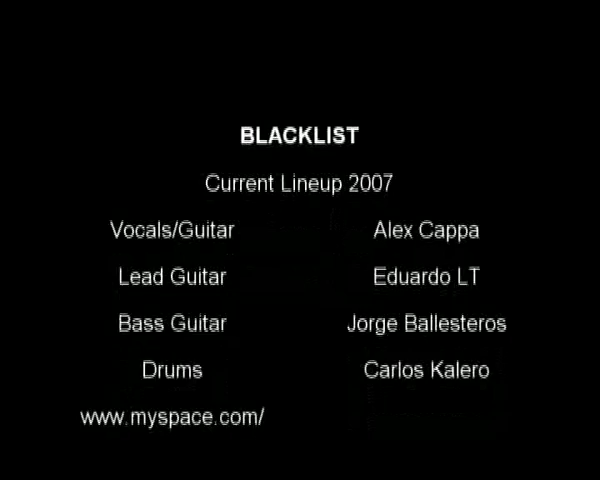 BLACKLIST
Current Lineup 2007
Vocals/Guitar Alex Cappa
Lead Guitar Eduardo LT
Bass Guitar Jorge Ballesteros
Drums Carlos Kalero
www.myspace.com/